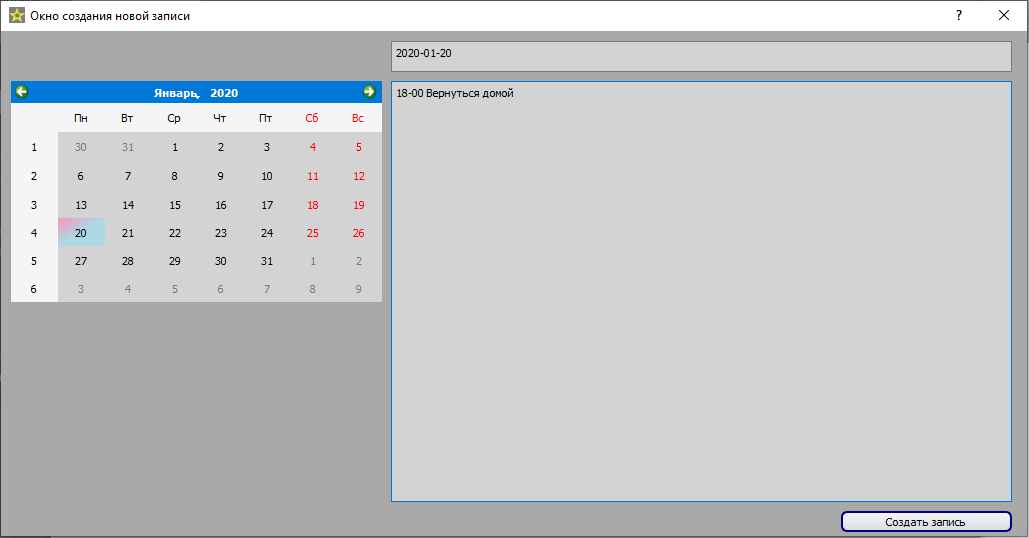 Окно создания новой записи
?
2020-01-20
Январь, 2020
18-00 Вернуться домой
Пн Вт Ср Чт Пт Сб Вс
1 30 31 1 2 3 4 5
2 6 7 8 9 10 11 12
3 13 14 15 16 17 18 19
4 20 21 22 23 24 25 26
5 27 28 29 30 31 1 2
6 3 4 5 6 7 8 9
Создать запись